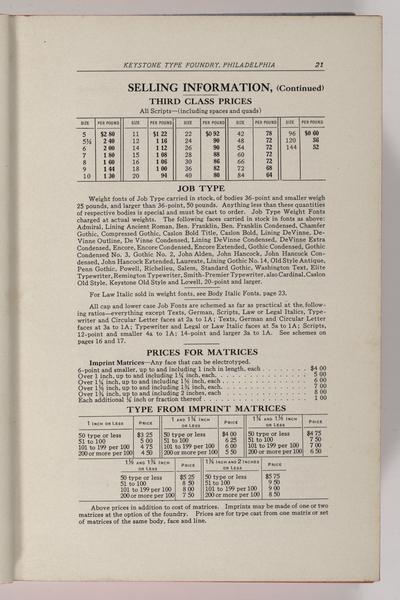 KEYSTONE TYPE FOUNDRY, PHILADELPHIA 21
SELLING INFORMATION, (Continued)
THIRD CLASS PRICES
All Scripts—(including spaces and quads)
SIZE PER POUND SIZE PER POUND SIZE PER POUND SIZE PER POUND SIZE PER POUND
5 $2 80 11 $1 22 22 $0 92 42 78 96 $0 60
5½ 2 40 12 1 16 24 90 48 72 120 56
6 2 00 14 1 12 26 90 54 72 144 52
7 1 80 15 1 08 28 88 60 72
8 1 60 16 1 06 30 86 66 72
9 1 44 18 1 00 36 82 72 68
10 1 30 20 94 40 80 84 64
JOB TYPE
Weight fonts of Job Type carried in stock, of bodies 36-point and smaller weigh
25 pounds, and larger than 36-point, 50 pounds. Anything less than these quantities
of respective bodies is special and must be cast to order. Job Type Weight Fonts
charged at actual weights. The following faces carried in stock in fonts as above:
Admiral, Lining Ancient Roman, Ben. Franklin, Ben. Franklin Condensed, Chamfer
Gothic, Compressed Gothic, Caslon Bold Title, Caslon Bold, Lining DeVinne, De-
Vinne Outline, De Vinne Condensed, Lining DeVinne Condensed, DeVinne Extra
Condensed, Encore, Encore Condensed, Encore Extended, Gothic Condensed, Gothic
Condensed No. 3, Gothic No. 2, John Alden, John Hancock, John Hancock Con-
densed, John Hancock Extended, Laureate, Lining Gothic No. 14, Old Style Antique,
Penn Gothic, Powell, Richelieu, Salem, Standard Gothic, Washington Text, Elite
Typewriter, Remington Typewriter, Smith-Premier Typewriter, also Cardinal, Caslon
Old Style, Keystone Old Style and Lovell, 20-point and larger.
For Law Italic sold in weight fonts, see Body Italic Fonts, page 23.
All cap and lower case Job Fonts are schemed as far as practical at the follow-
ing ratios—everything except Texts, German, Scripts, Law or Legal Italics, Type-
writer and Circular Letter faces at 2a to 1A; Texts, German and Circular Letter
faces at 3a to 1A; Typewriter and Legal or Law Italic faces at 5a to 1A; Scripts,
12-point and smaller 4a to 1A; 14-point and larger 3a to 1A. See schemes on
pages 16 and 17.
PRICES FOR MATRICES
Imprint Matrices—Any face that can be electrotyped.
6-point and smaller, up to and including 1 inch in length, each $4 00
Over 1 inch, up to and including 1¼ inch, each 5 00
Over 1¼ inch, up to and including 1½ inch, each 6 00
Over 1½ inch, up to and including 1¾ inch, each 7 00
Over 1¾ inch, up to and including 2 inches, each 8 00
Each additional ¼ inch or fraction thereof 1 00
TYPE FROM IMPRINT MATRICES
1 INCH OR LESS PRICE 1 AND 1¼ INCH OR LESS PRICE 1¼ AND 1½ INCH OR LESS PRICE
50 type or less $3 25 50 type or less $4 00 50 type or less $4 75
51 to 100 5 00 51 to 100 6 25 51 to 100 7 50
101 to 199 per 100 4 75 101 to 199 per 100 6 00 101 to 199 per 100 7 00
200 or more per 100 4 50 200 or more per 100 5 50 200 or more per 100 6 50
1½ AND 1¾ INCH OR LESS PRICE 1¾ INCH AND 2 INCHES OR LESS PRICE
50 type or less $5 25 50 type or less $5 75
51 to 100 8 50 51 to 100 9 50
101 to 199 per 100 8 00 101 to 199 per 100 9 00
200 or more per 100 7 50 200 or more per 100 8 50
Above prices in addition to cost of matrices. Imprints may be made of one or two
matrices at the option of the foundry. Prices are for type cast from one matrix or set
of matrices of the same body, face and line.